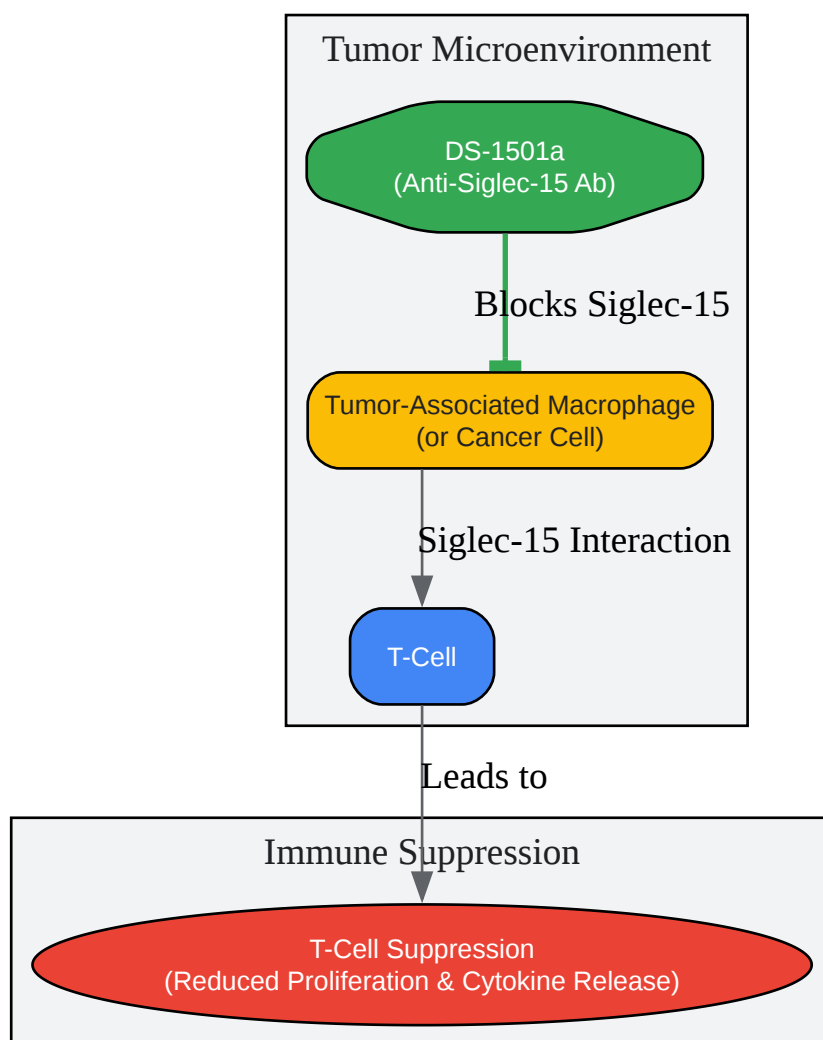 Tumor Microenvironment
DS-1501a
(Anti-Siglec-15 Ab)
Blocks Siglec-15
Tumor-Associated Macrophage
(or Cancer Cell)
Siglec-15 Interaction
T-Cell
Leads to
Immune Suppression
T-Cell Suppression
(Reduced Proliferation & Cytokine Release)